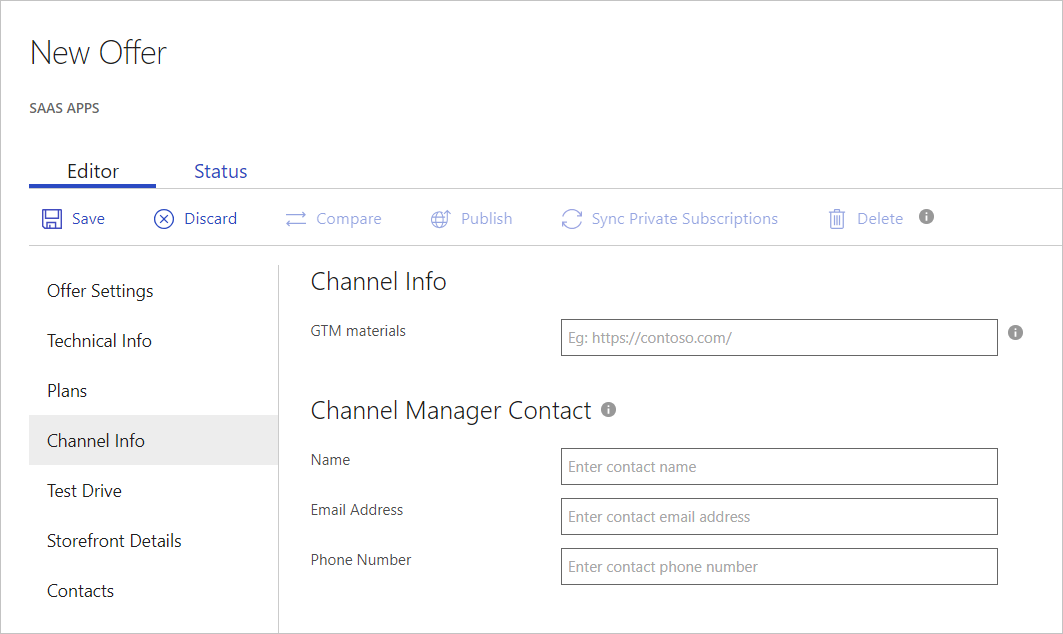 New Offer
SAAS APPS
Editor Status
Save Discard Compare Publish Sync Private Subscriptions Delete
Offer Settings
Technical Info
Plans
Channel Info
Test Drive
Storefront Details
Contacts
Channel Info
GTM materials Eg: https://contoso.com/
Channel Manager Contact
Name Enter contact name
Email Address Enter contact email address
Phone Number Enter contact phone number